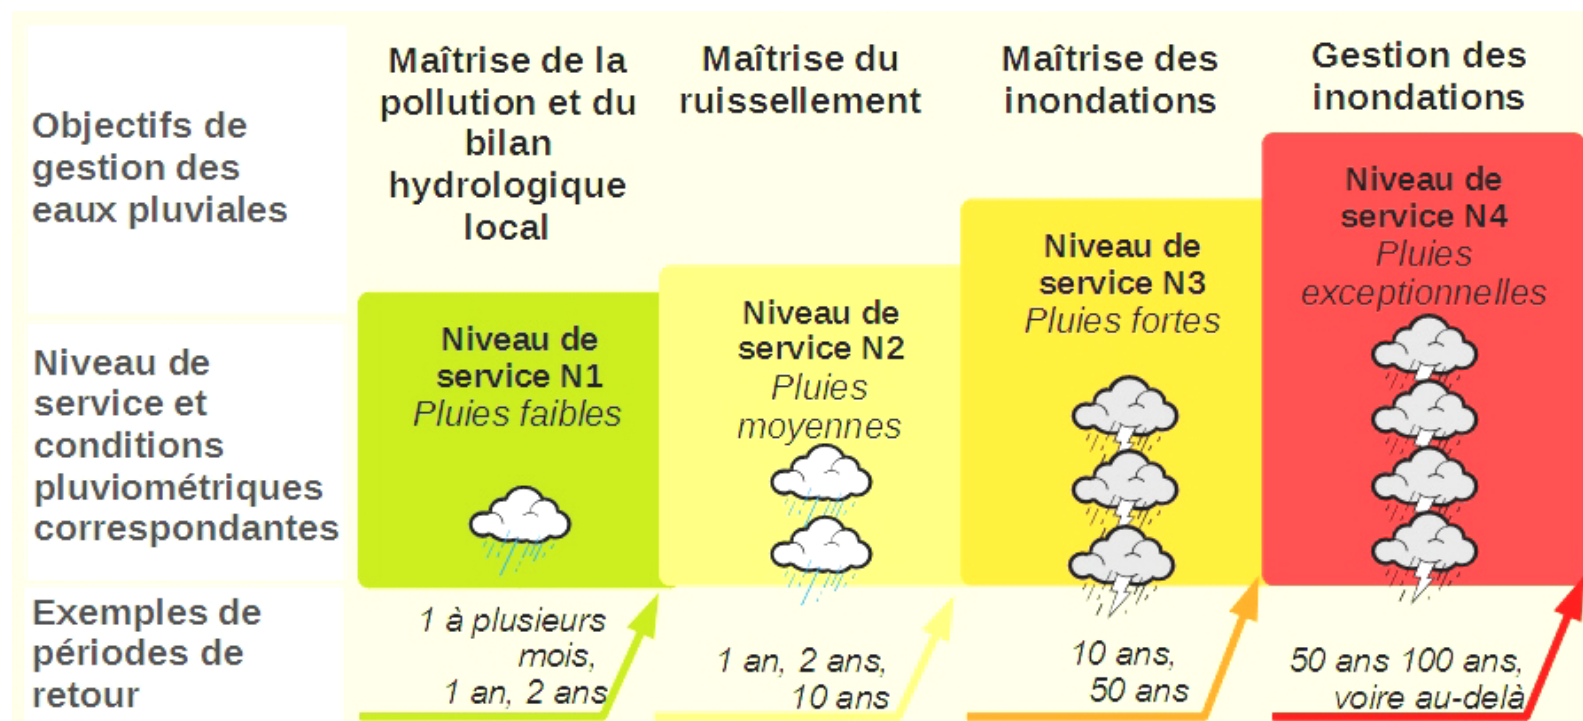 Objectifs de
gestion des
eaux pluviales
Maîtrise de la
pollution et du
bilan
hydrologique
local
Maîtrise du
ruissellement
Maîtrise des
inondations
Gestion des
inondations
Niveau de
service et
conditions
pluviométriques
correspondantes
Niveau de
service N1
Pluies faibles
Niveau de
service N2
Pluies
moyennes
Niveau de
service N3
Pluies fortes
Niveau de
service N4
Pluies
exceptionnelles
Exemples de
périodes de
retour
1 à plusieurs
mois,
1 an, 2 ans
1 an, 2 ans,
10 ans
10 ans,
50 ans
50 ans 100 ans,
voire au-delà